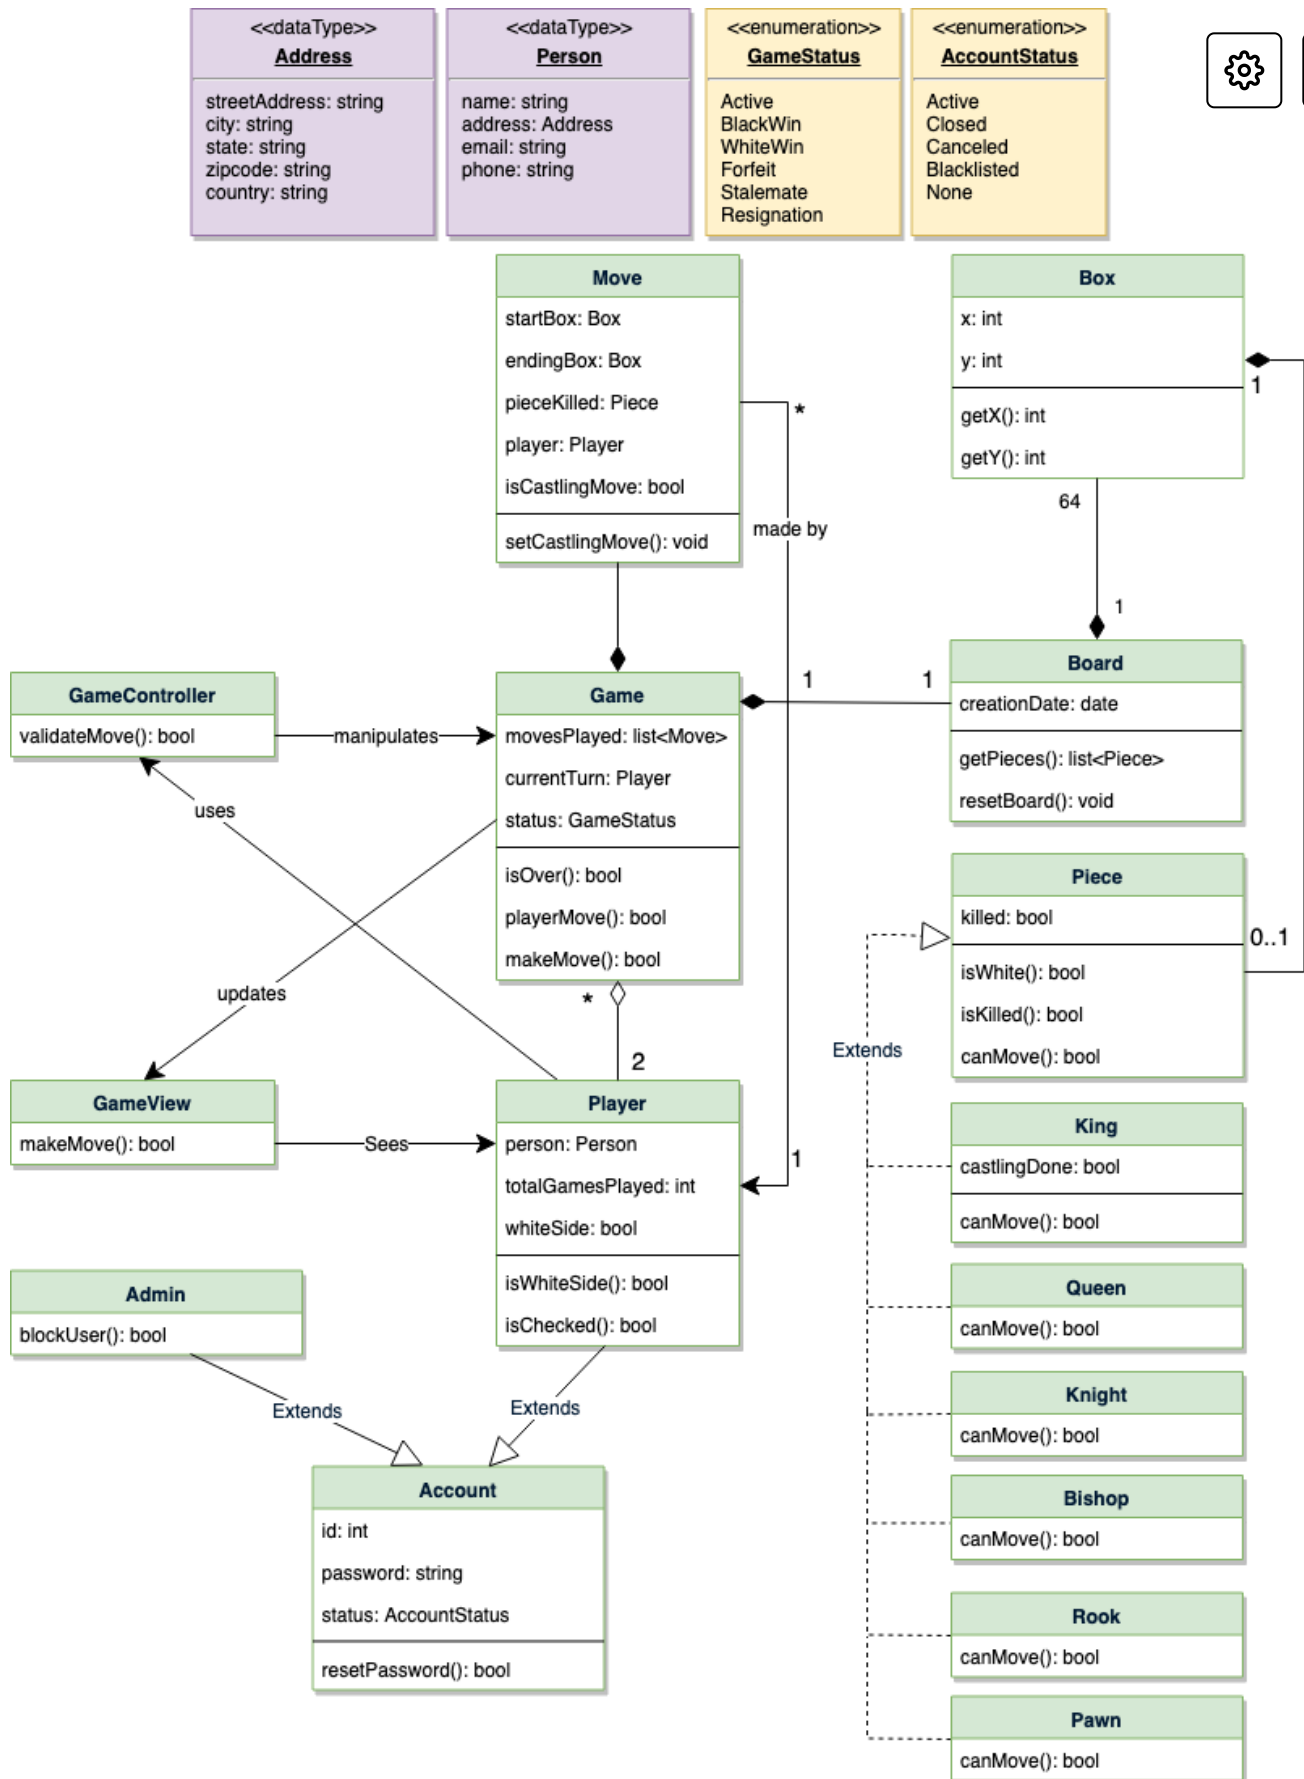 <<dataType>>
Address
streetAddress: string
city: string
state: string
zipcode: string
country: string
<<dataType>>
Person
name: string
address: Address
email: string
phone: string
<<enumeration>>
GameStatus
Active
BlackWin
WhiteWin
Forfeit
Stalemate
Resignation
<<enumeration>>
AccountStatus
Active
Closed
Canceled
Blacklisted
None
Move
startBox: Box
endingBox: Box
pieceKilled: Piece
player: Player
isCastlingMove: bool
setCastlingMove(): void
*
made by
1
Box
x: int
y: int
getX(): int
getY(): int
1
64
1
Board
creationDate: date
getPieces(): list<Piece>
resetBoard(): void
1
1
GameController
validateMove(): bool
manipulates
uses
Game
movesPlayed: list<Move>
currentTurn: Player
status: GameStatus
isOver(): bool
playerMove(): bool
makeMove(): bool
updates
*
2
Piece
killed: bool
isWhite(): bool
isKilled(): bool
canMove(): bool
0..1
Extends
GameView
makeMove(): bool
Sees
Player
person: Person
totalGamesPlayed: int
whiteSide: bool
isWhiteSide(): bool
isChecked(): bool
King
castlingDone: bool
canMove(): bool
Queen
canMove(): bool
Knight
canMove(): bool
Bishop
canMove(): bool
Rook
canMove(): bool
Pawn
canMove(): bool
Admin
blockUser(): bool
Extends
Extends
Account
id: int
password: string
status: AccountStatus
resetPassword(): bool